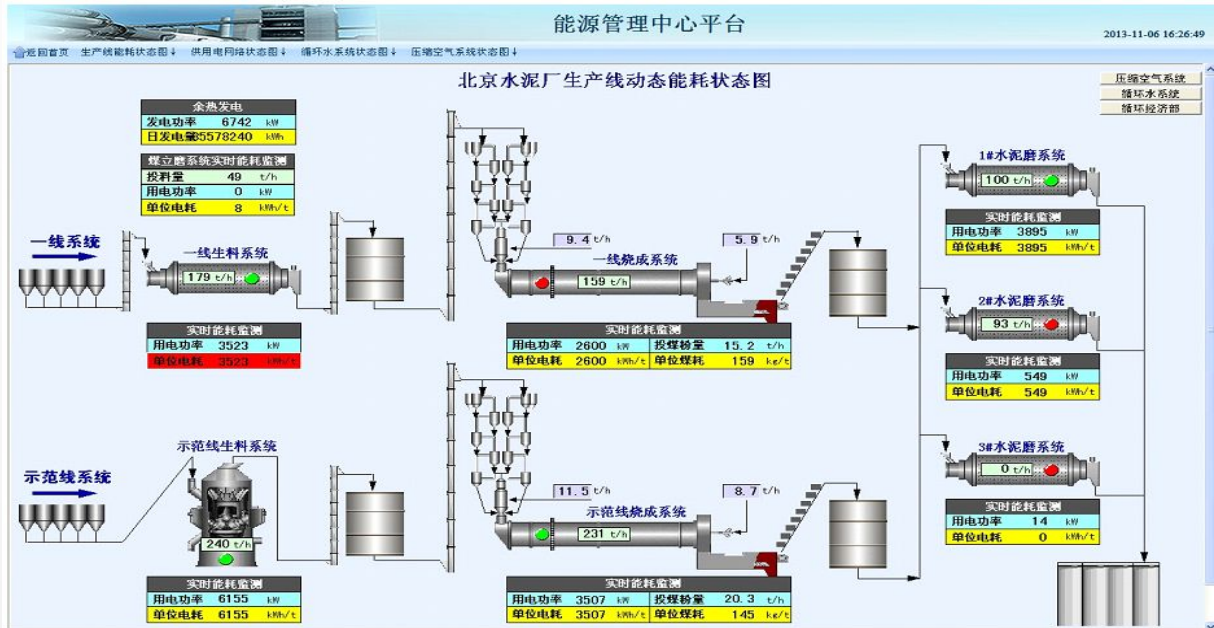 能源管理中心平台
2013-11-06 16:26:49
返回首页 生产线能耗状态图↓ 供用电网络状态图↓ 循环水系统状态图↓ 压缩空气系统状态图↓
北京水泥厂生产线动态能耗状态图
压缩空气系统
循环水系统
循环经济部
余热发电
发电功率 6742 kW
日发电量85578240 kWh
煤立磨系统实时能耗监测
投料量 49 t/h
用电功率 0 kW
单位电耗 8 kWh/t
一线系统
一线生料系统
179 t/h
实时能耗监测
用电功率 3523 kW
单位电耗 3523 kWh/t
9.4 t/h
5.9 t/h
一线烧成系统
159 t/h
实时能耗监测
用电功率 2600 kW 投煤粉量 15.2 t/h
单位电耗 2600 kWh/t 单位煤耗 159 kg/t
1#水泥磨系统
100 t/h
实时能耗监测
用电功率 3895 kW
单位电耗 3895 kWh/t
2#水泥磨系统
93 t/h
实时能耗监测
用电功率 549 kW
单位电耗 549 kWh/t
3#水泥磨系统
0 t/h
实时能耗监测
用电功率 14 kW
单位电耗 0 kWh/t
示范线系统
示范线生料系统
240 t/h
实时能耗监测
用电功率 6155 kW
单位电耗 6155 kWh/t
11.5 t/h
8.7 t/h
示范线烧成系统
231 t/h
实时能耗监测
用电功率 3507 kW 投煤粉量 20.3 t/h
单位电耗 3507 kWh/t 单位煤耗 145 kg/t